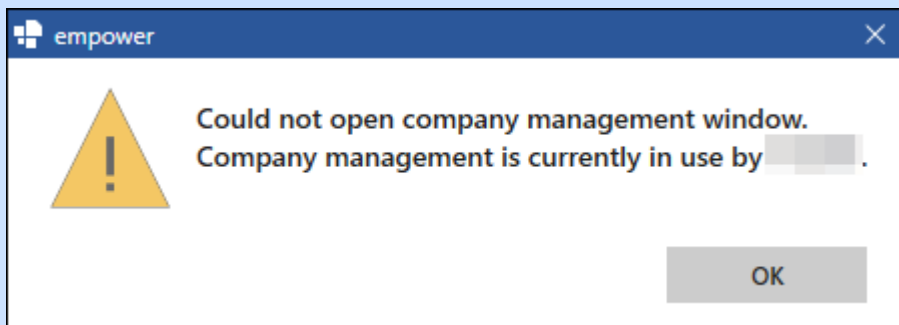 empower
Could not open company management window.
Company management is currently in use by .
OK